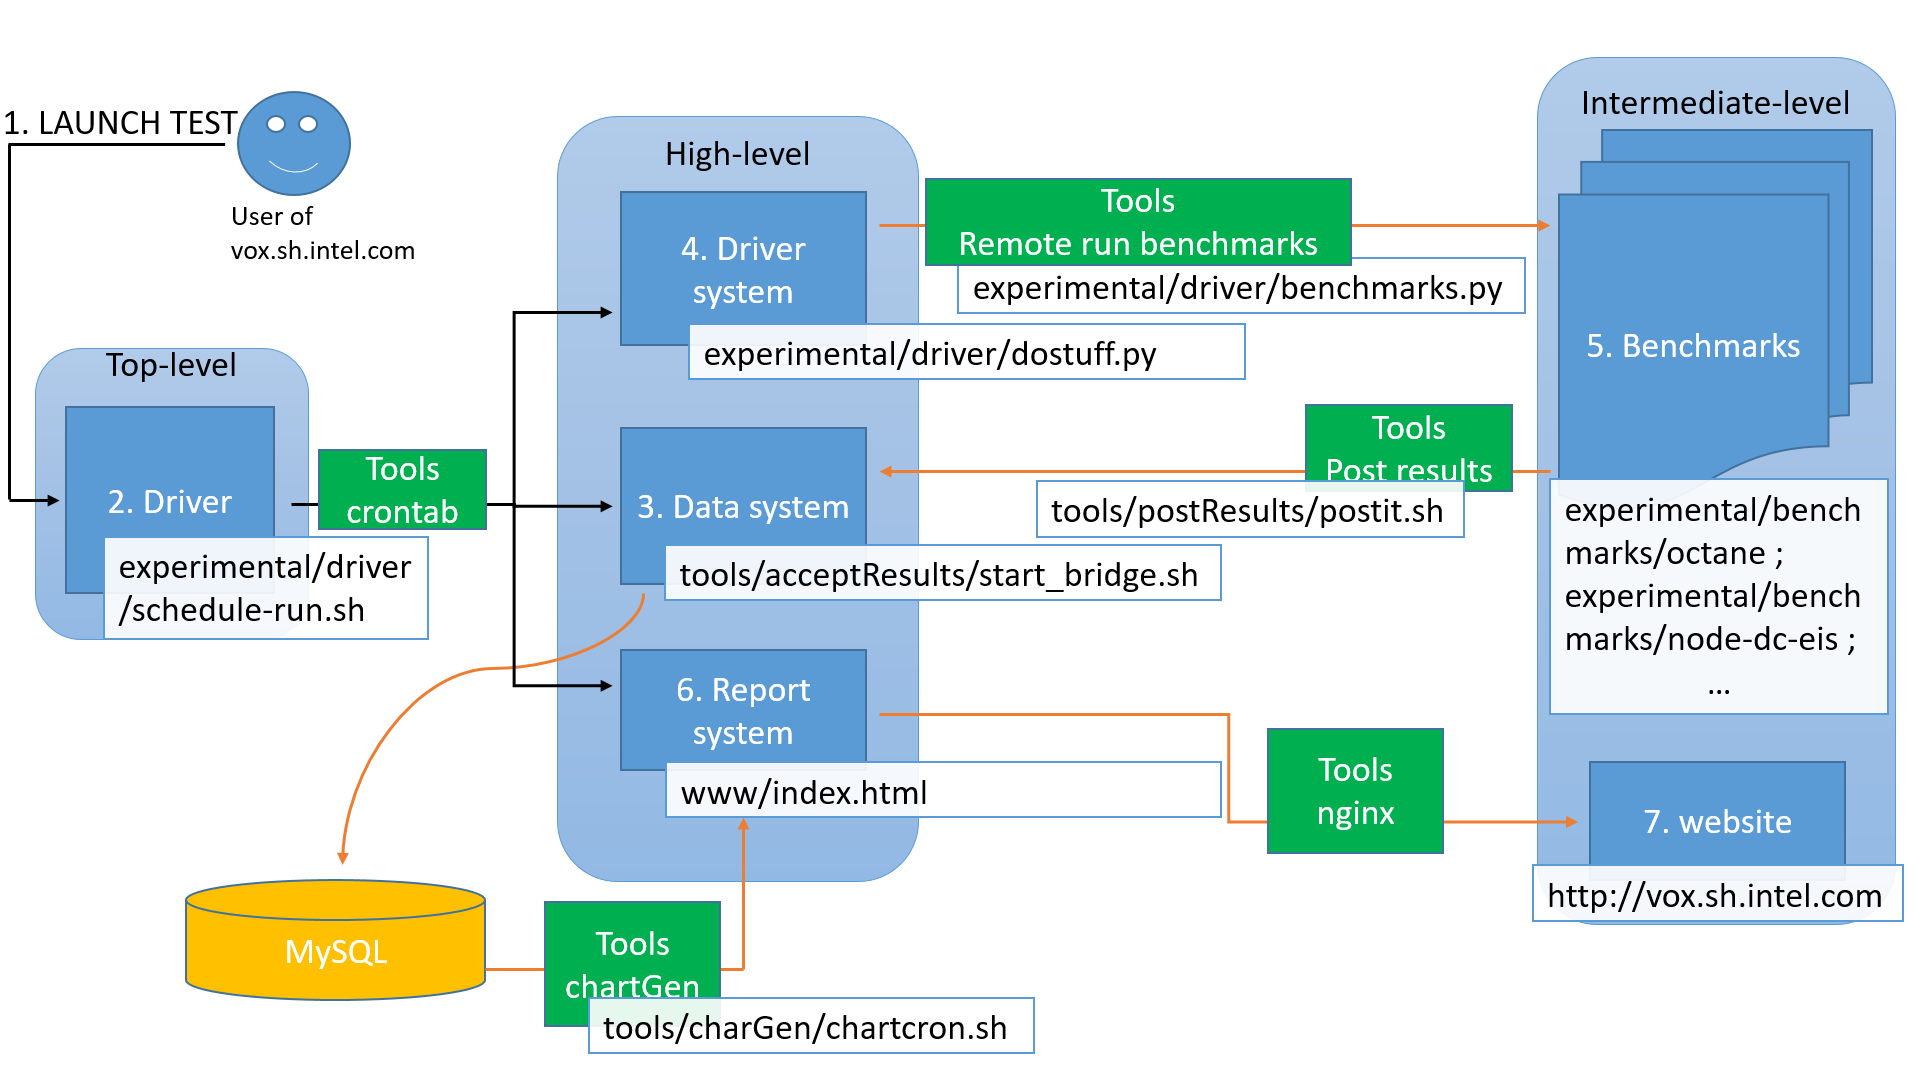 1. LAUNCH TEST
User of
vox.sh.intel.com
Top-level
2. Driver
experimental/driver
/schedule-run.sh
Tools
crontab
High-level
4. Driver
system
experimental/driver/dostuff.py
3. Data system
tools/acceptResults/start_bridge.sh
6. Report
system
www/index.html
Tools
Remote run benchmarks
experimental/driver/benchmarks.py
Tools
Post results
tools/postResults/postit.sh
Intermediate-level
5. Benchmarks
experimental/bench
marks/octane ;
experimental/bench
marks/node-dc-eis ;
...
Tools
nginx
7. website
http://vox.sh.intel.com
MySQL
Tools
chartGen
tools/charGen/chartcron.sh